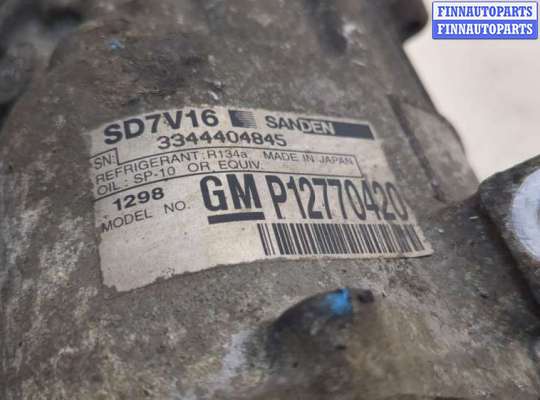 FINNAUTOPARTS
FINNAUTOPARTS
SD7V16 SANDEN
SN: 3344404845
REFRIGERANT: R134a MADE IN JAPAN
OIL: SP-10 OR EQUIV.
1298
MODEL NO.
GM P12770420